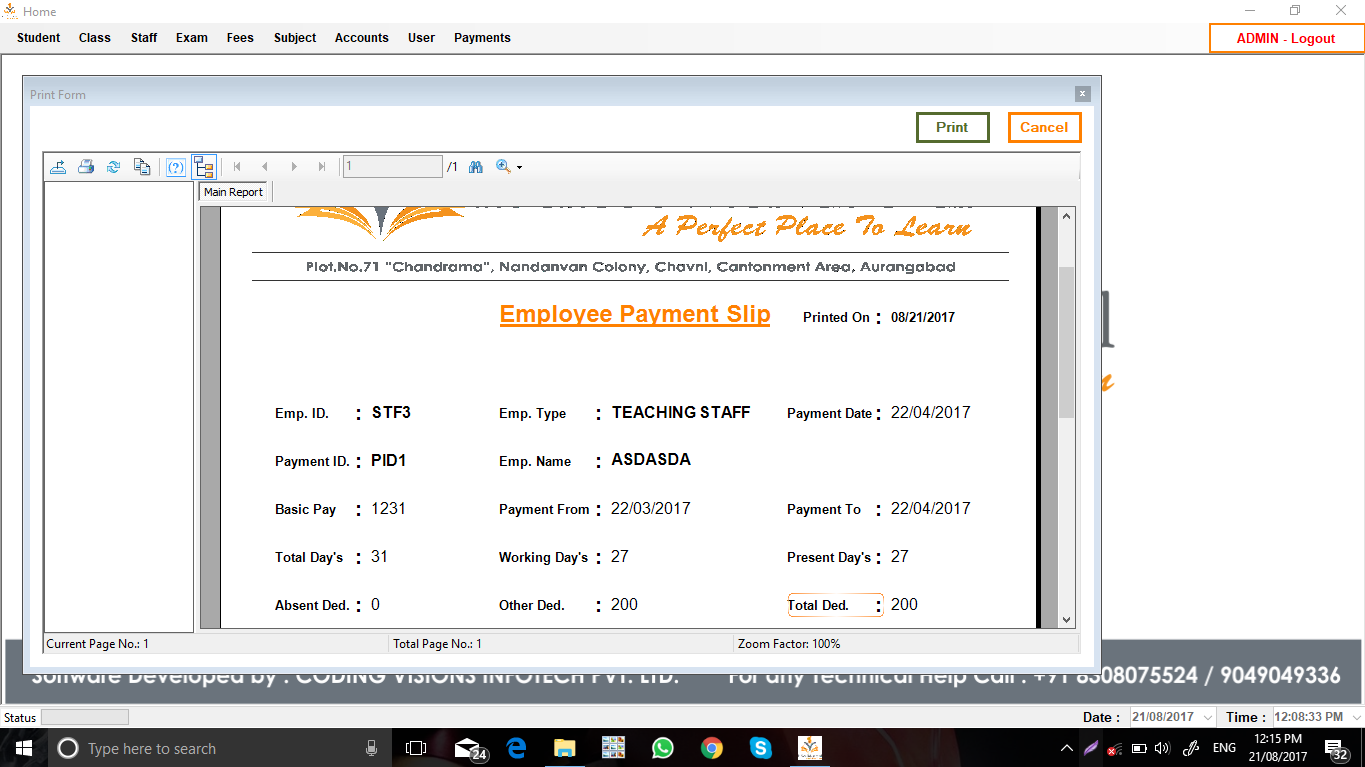 Home
Student Class Staff Exam Fees Subject Accounts User Payments
ADMIN - Logout
Print Form
x
Print Cancel
1 /1
Main Report
A Perfect Place To Learn
Plot.No.71 "Chandrama", Nandanvan Colony, Chavni, Cantonment Area, Aurangabad
Employee Payment Slip Printed On : 08/21/2017
Emp. ID. : STF3 Emp. Type : TEACHING STAFF Payment Date : 22/04/2017
Payment ID. : PID1 Emp. Name : ASDASDA
Basic Pay : 1231 Payment From : 22/03/2017 Payment To : 22/04/2017
Total Day's : 31 Working Day's : 27 Present Day's : 27
Absent Ded. : 0 Other Ded. : 200 Total Ded. : 200
Current Page No.: 1 Total Page No.: 1 Zoom Factor: 100%
Software Developed by : CODING VISIONS INFOTECH PVT. LTD. For any Technical Help Call : +91 8308075524 / 9049049336
Status Date : 21/08/2017 Time : 12:08:33 PM
Type here to search 24 ENG 12:15 PM 32
21/08/2017